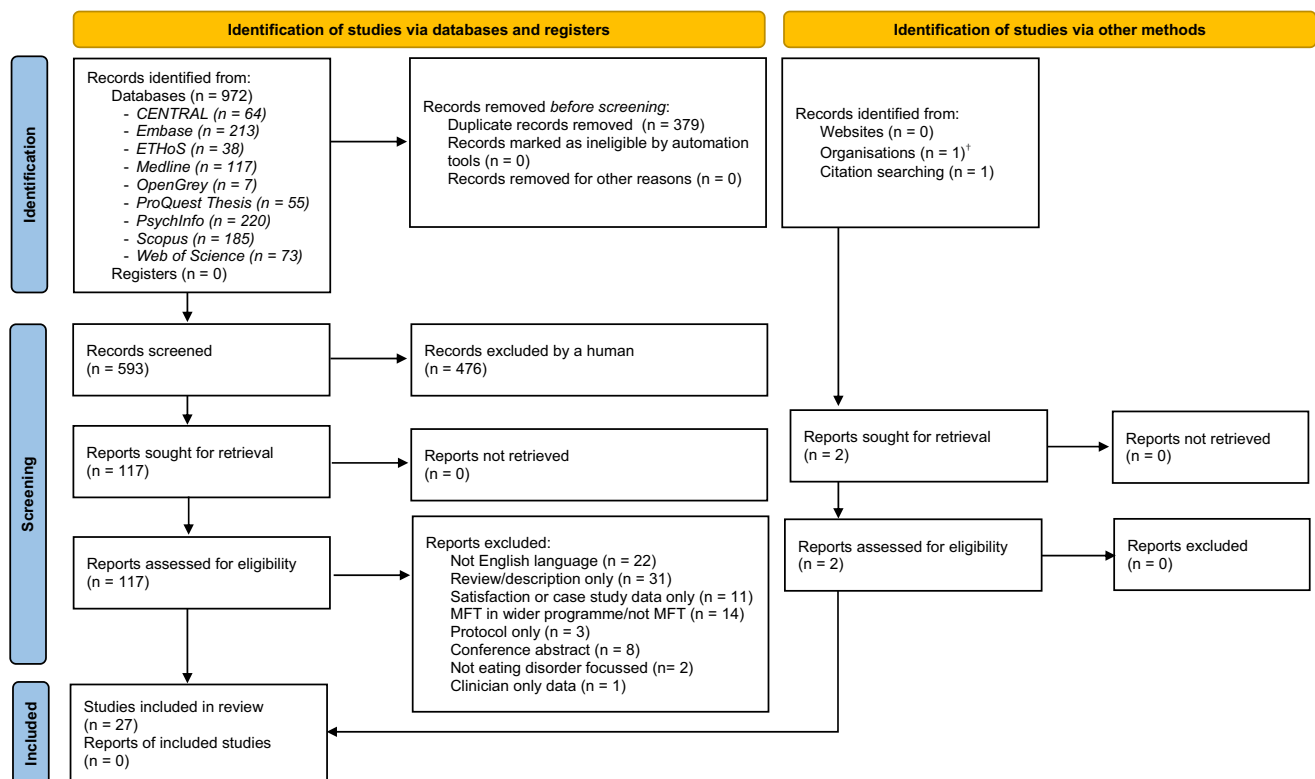 Identification of studies via databases and registers
Identification of studies via other methods
Identification
Records identified from:
Databases (n = 972)
- CENTRAL (n = 64)
- Embase = 213)
- ETHoS (n = 38)
- Medline (n = 117)
- OpenGrey (n = 7)
- ProQuest Thesis (n = 55)
- PsychInfo (n = 220)
- Scopus (n = 185)
- Web of Science (n = 73)
Registers (n = 0)
Records removed before screening:
Duplicate records removed (n = 379)
Records marked as ineligible by automation
tools (n = 0)
Records removed for other reasons (n = 0)
Records identified from:
Websites (n = 0)
Organisations (n = 1)†
Citation searching (n = 1)
Screening
Records screened
(n = 593)
Records excluded by a human
(n = 476)
Reports sought for retrieval
(n = 117)
Reports not retrieved
(n = 0)
Reports sought for retrieval
(n = 2)
Reports not retrieved
(n = 0)
Reports assessed for eligibility
(n = 117)
Reports excluded:
Not English language (n = 22)
Review/description only (n = 31)
Satisfaction or case study data only (n = 11)
MFT in wider programme/not MFT (n = 14)
Protocol only (n = 3)
Conference abstract (n = 8)
Not eating disorder focussed (n= 2)
Clinician only data (n = 1)
Reports assessed for eligibility
(n = 2)
Reports excluded
(n = 0)
Included
Studies included in review
(n = 27)
Reports of included studies
(n = 0)